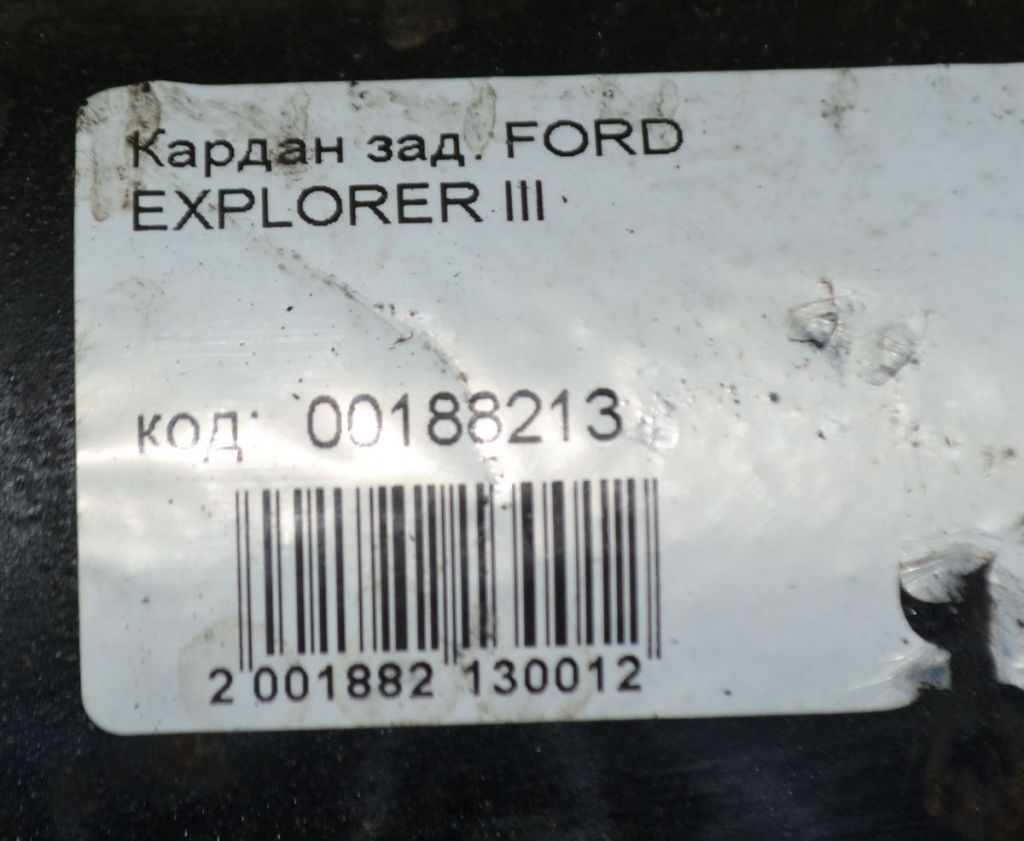 Кардан зад. FORD
EXPLORER III
код: 00188213
2 001882 130012